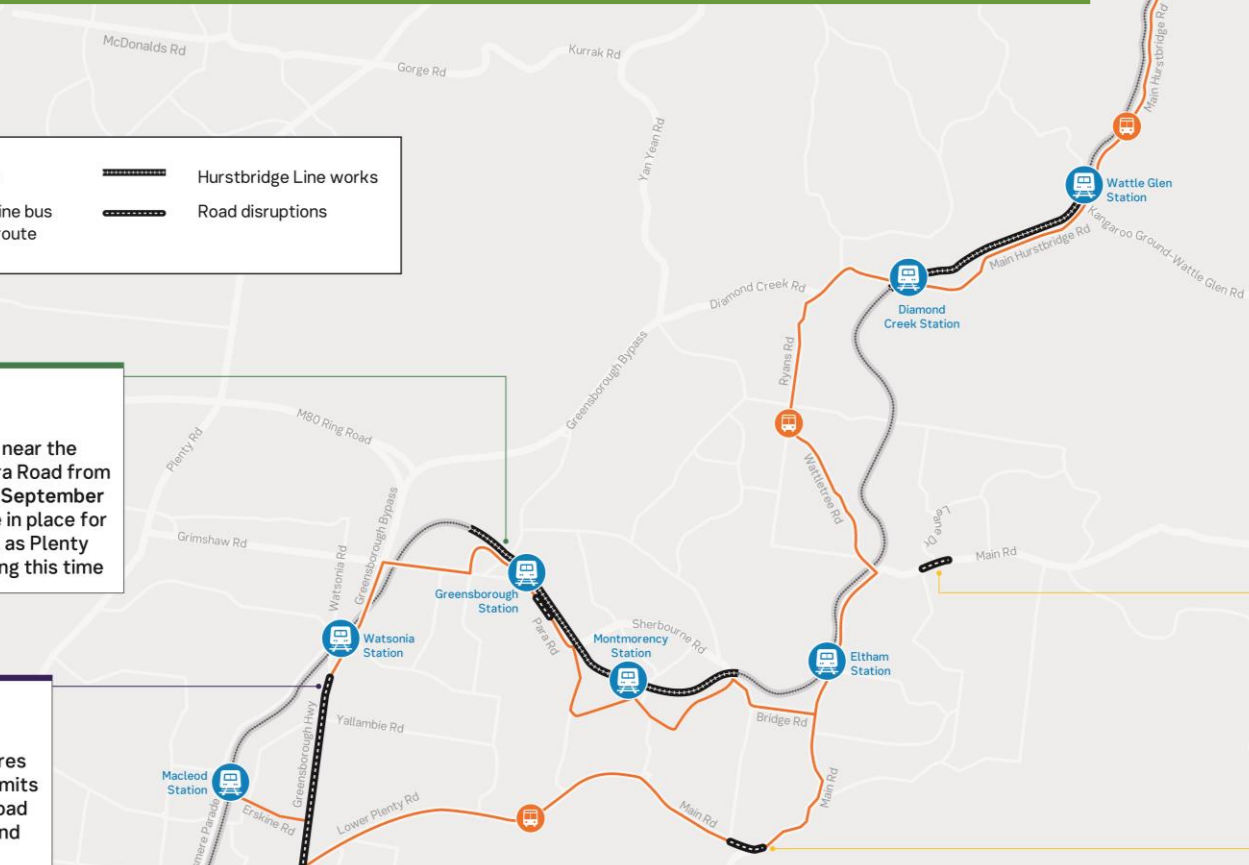 McDonalds Rd
Gorge Rd
Kurrak Rd
Main Hurstbridge Rd
Yan Yean Rd
Hurstbridge Line works
ine bus
Road disruptions
oute
Wattle Glen
Station
Kangaroo Ground-Wattle Glen Rd
Main Hurstbridge Rd
Diamond Creek Rd
Diamond
Creek Station
Ryans Rd
Greensborough Bypass
M80 Ring Road
Plenty Rd
near the
ra Road from
September
e in place for
as Plenty
ng this time
Wattletree Rd
Greensborough Bypass
Watsonia Rd
Grimshaw Rd
Leane Dr
Main Rd
Greensborough
Station
Para Rd
Sherbourne Rd
Montmorency
Station
Watsonia
Station
Eltham
Station
Bridge Rd
Yallambie Rd
Greensborough Hwy
res
mits
oad
nd
Macleod
Station
Erskine Rd
Lower Plenty Rd
Main Rd
Main Rd
mere Parade